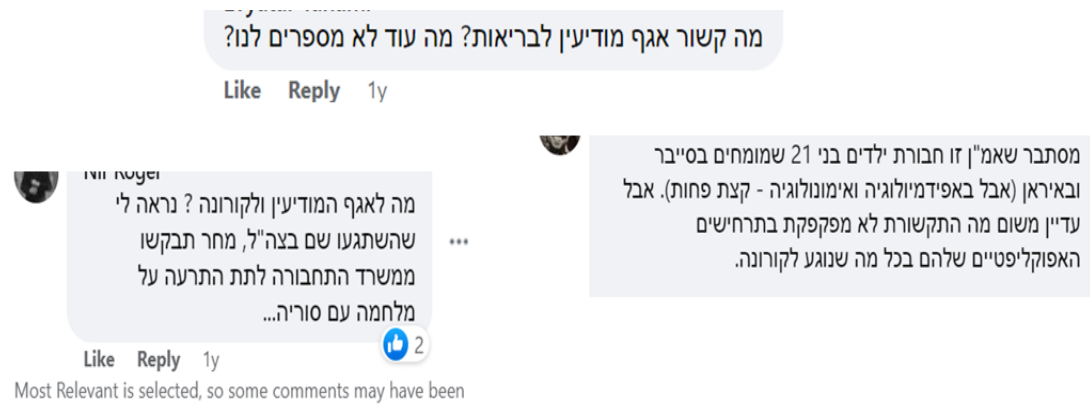 מה קשור אגף מודיעין לבריאות? מה עוד לא מספרים לנו?
Like Reply 1y
מסתבר שאמ"ן זו חבורת ילדים בני 21 שמומחים בסייבר
ובאיראן (אבל באפידמיולוגיה ואימונולוגיה - קצת פחות). אבל
עדיין משום מה התקשורת לא מפקפקת בתרחישים
האפוקליפטיים שלהם בכל מה שנוגע לקורונה.
Nir Roger
מה לאגף המודיעין ולקורונה ? נראה לי
שהשתגעו שם בצה"ל, מחר תבקשו
ממשרד התחבורה לתת התרעה על
מלחמה עם סוריה...
2
Like Reply 1y
Most Relevant is selected, so some comments may have been